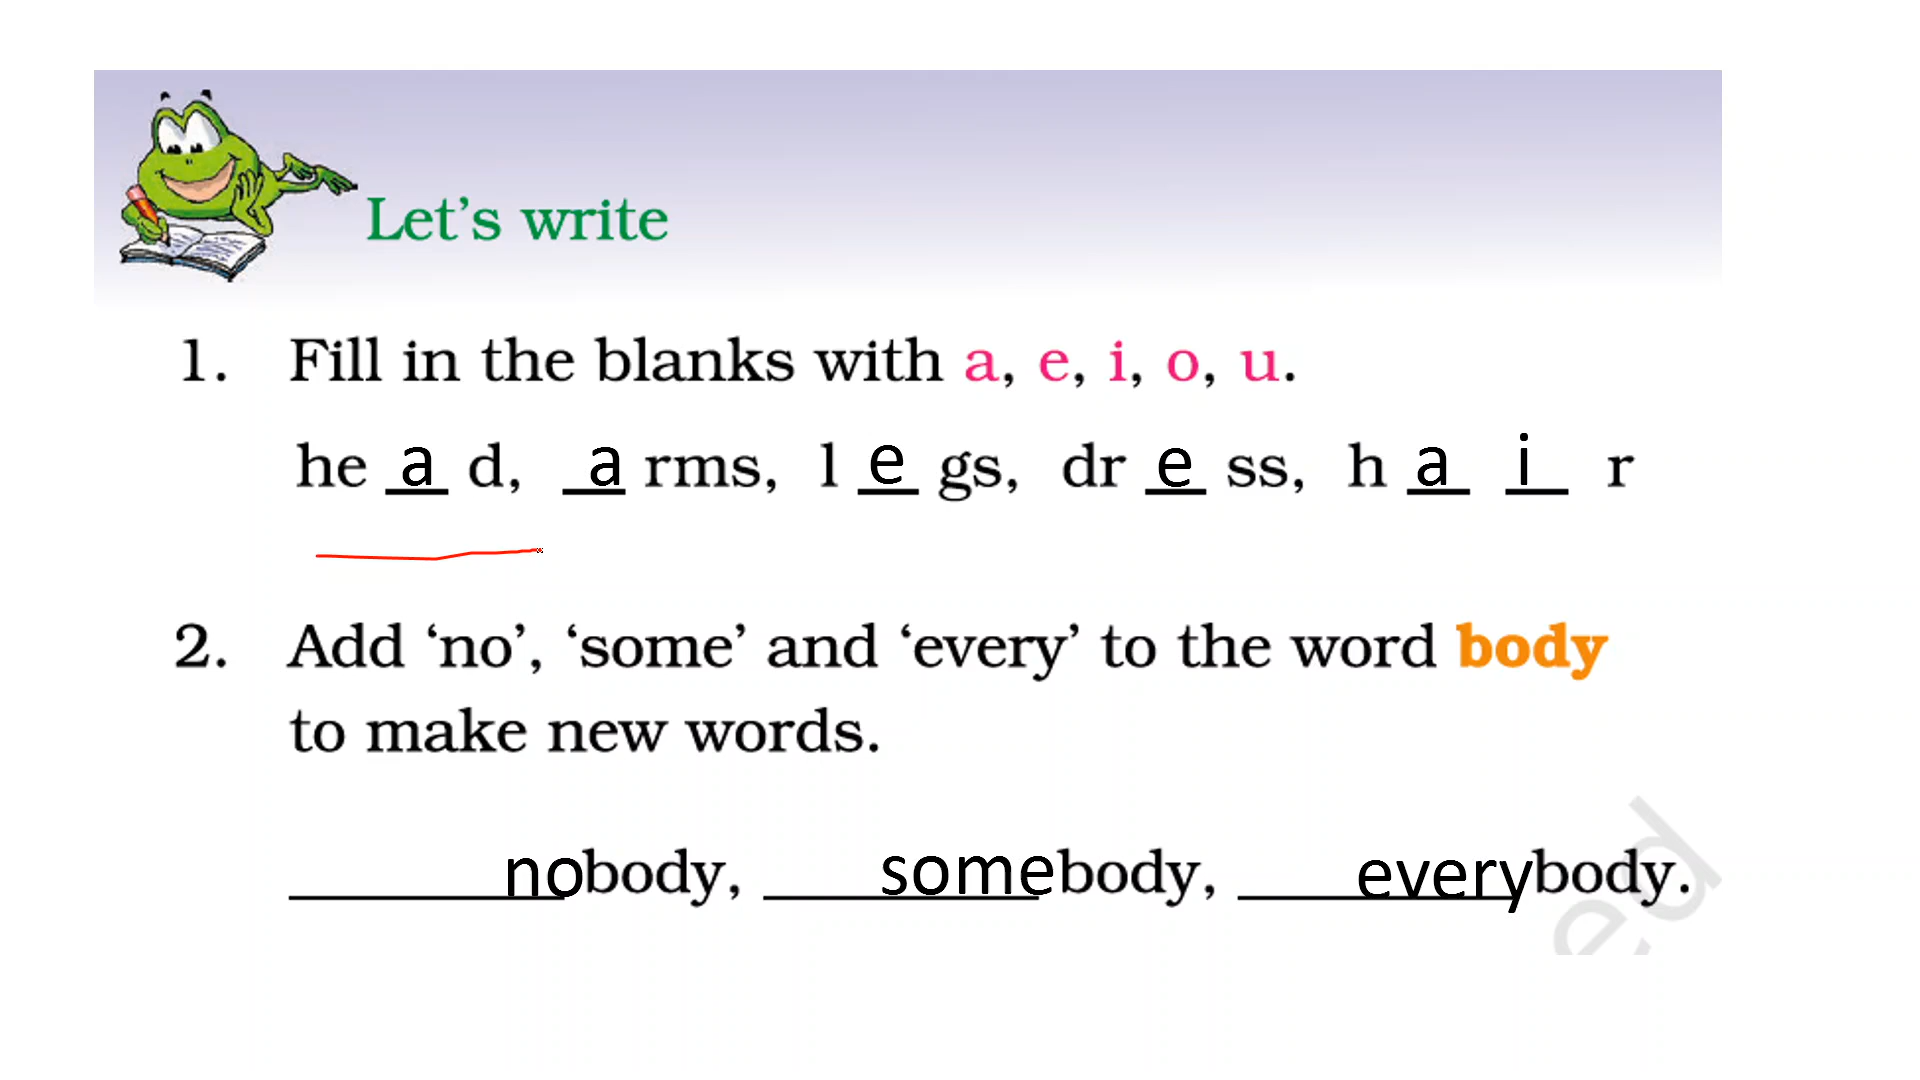 Let's write
1. Fill in the blanks with a, e, i, o, u.
he a d, a rms, l e gs, dr e ss, h a i r
2. Add ‘no’, ‘some’ and ‘every’ to the word body
to make new words.
nobody, somebody, everybody.
ed